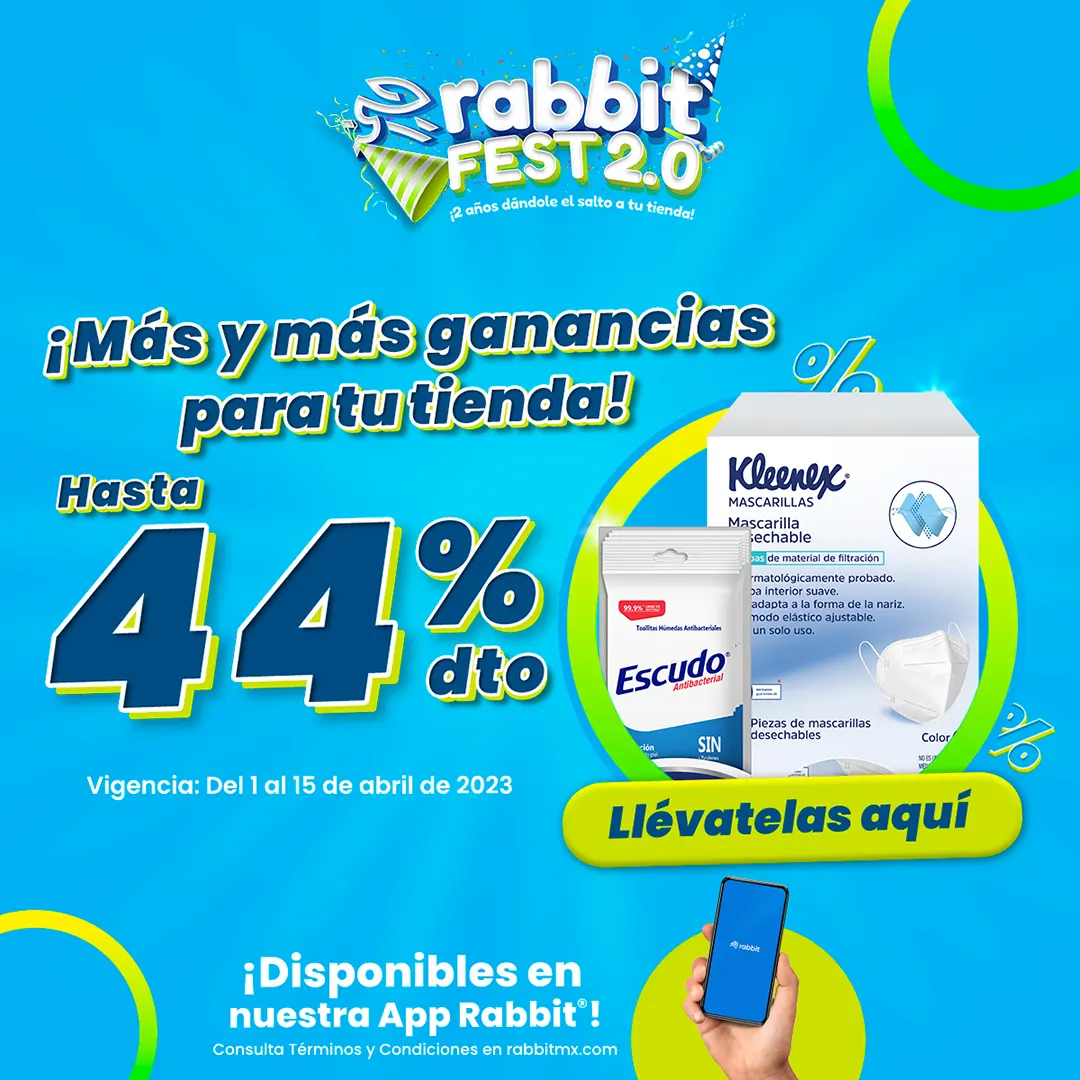 rabbit
FEST 2.0
¡2 años dándole el salto a tu tienda!
¡Más y más ganancias
para tu tienda!
Hasta
44%
dto
Vigencia: Del 1 al 15 de abril de 2023
Kleenex®
MASCARILLAS
Mascarilla
sechable
de material de filtración
rmatológicamente probado.
interior suave.
adapta a la forma de la nariz.
modo elástico ajustable.
un solo uso.
Piezas de mascarillas
desechables
Color
99.9%
Toallitas Húmedas Antibacteriales
Escudo®
Antibacterial
SIN
Llévatelas aquí
rabbit
¡Disponibles en
nuestra App Rabbit®!
Consulta Términos y Condiciones en rabbitmx.com